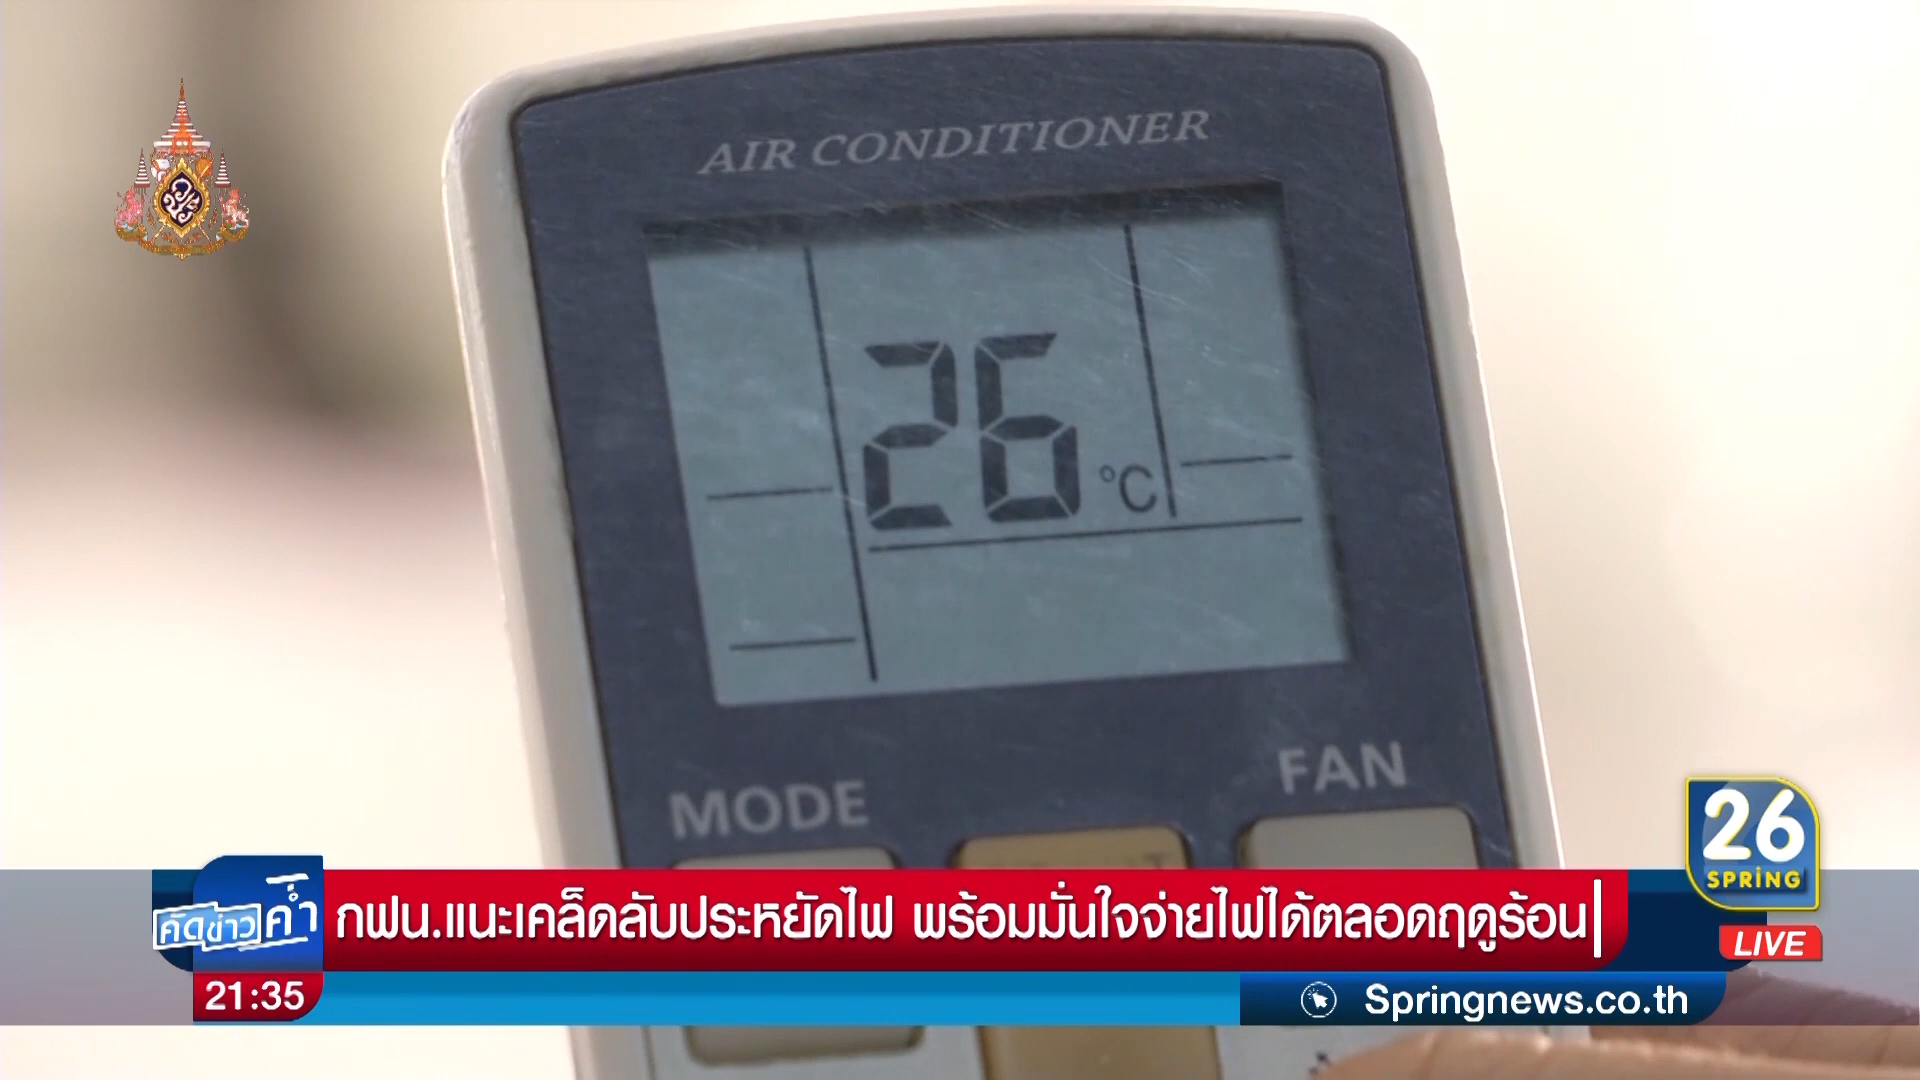 AIR CONDITIONER
26 °C
MODE
FAN
26
SPRING
LIVE
คัดข่าวค่ำ
กฟน.แนะเคล็ดลับประหยัดไฟ พร้อมมั่นใจจ่ายไฟได้ตลอดฤดูร้อน
21:35
Springnews.co.th